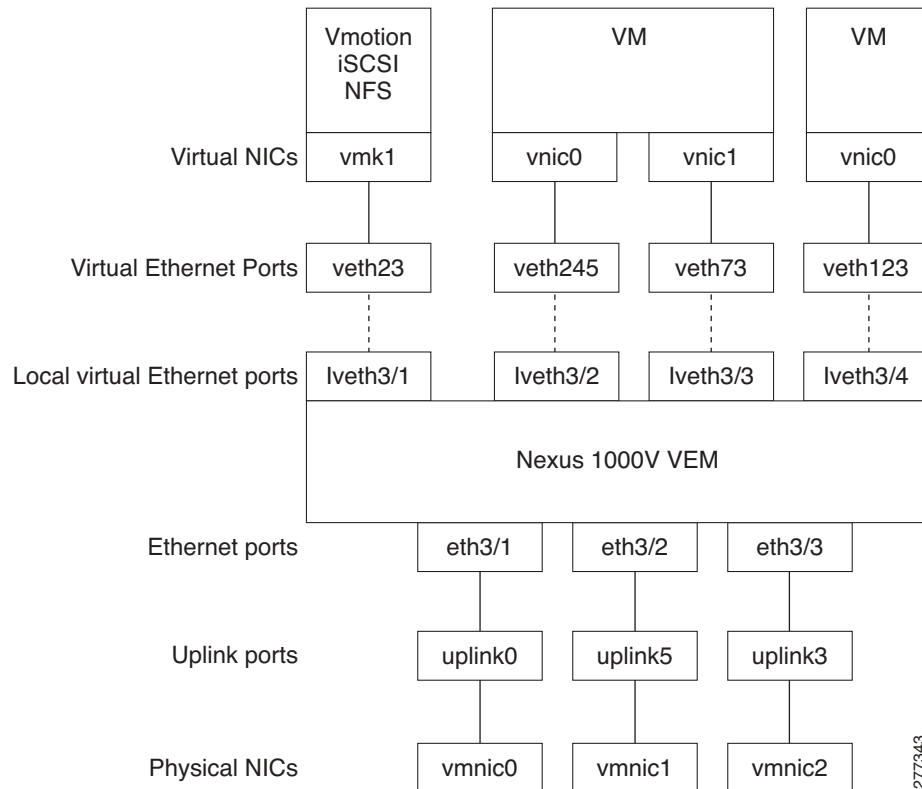 Vmotion
iSCSI
NFS
VM
VM
Virtual NICs
vmk1
vnic0
vnic1
vnic0
Virtual Ethernet Ports
veth23
veth245
veth73
veth123
Local virtual Ethernet ports
lveth3/1
lveth3/2
lveth3/3
lveth3/4
Nexus 1000V VEM
Ethernet ports
eth3/1
eth3/2
eth3/3
Uplink ports
uplink0
uplink5
uplink3
Physical NICs
vmnic0
vmnic1
vmnic2
277343